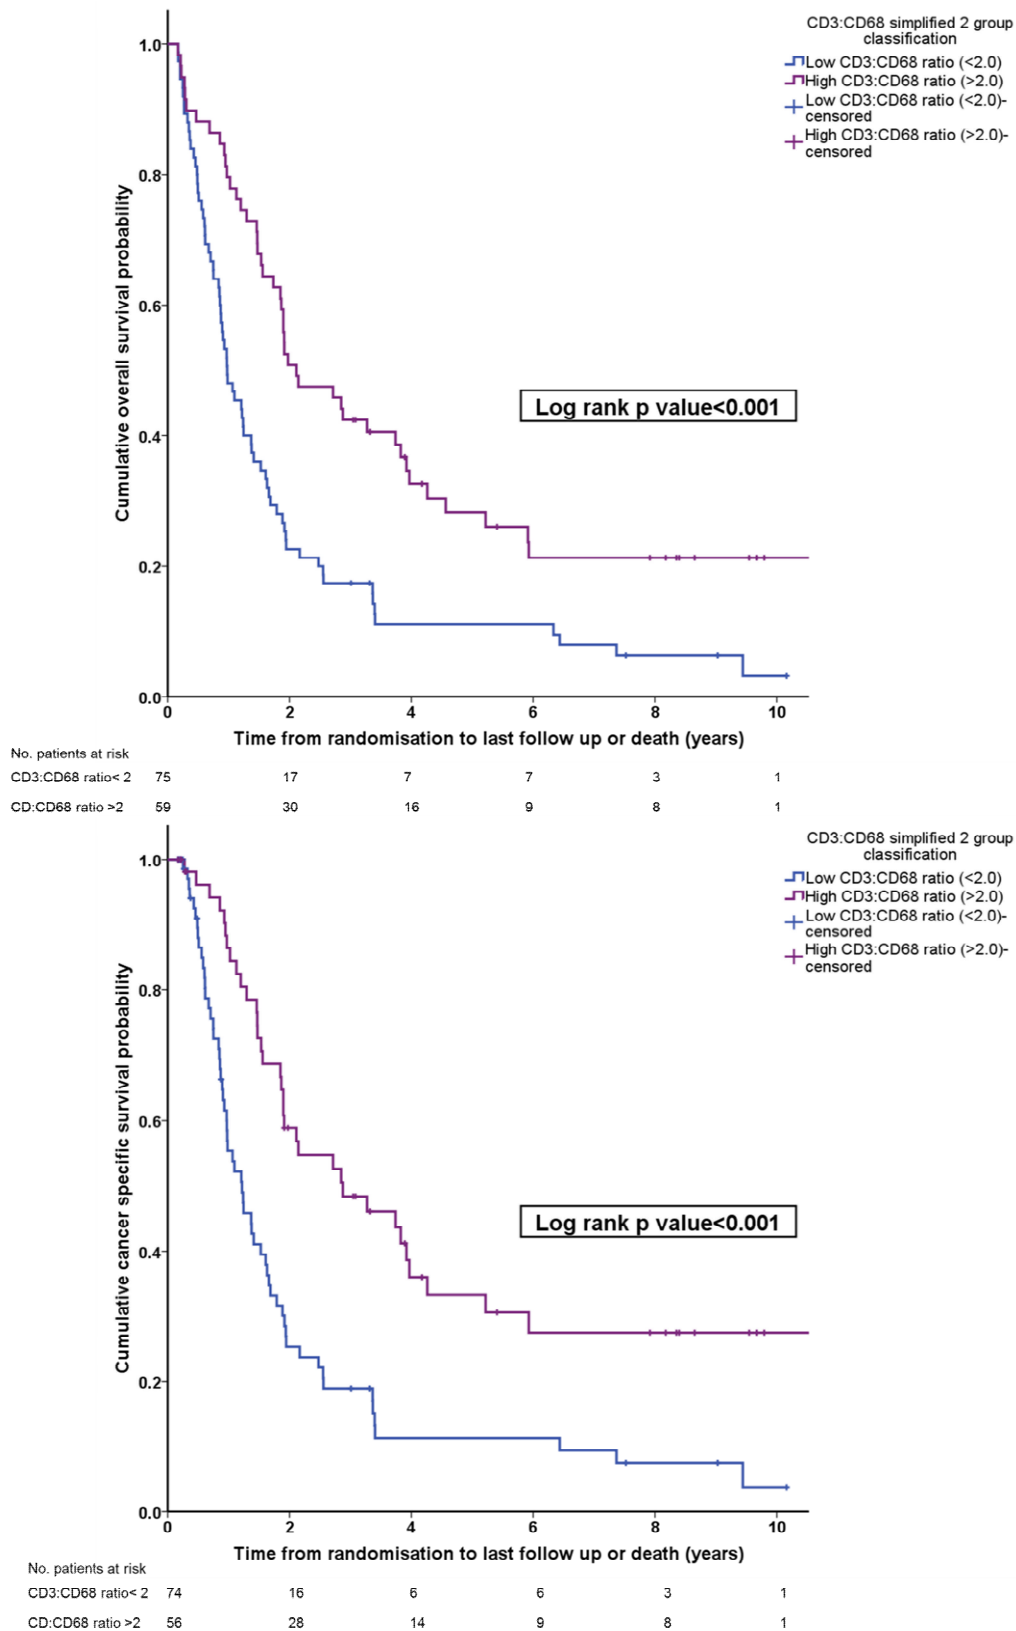 CD3:CD68 simplified 2 group
classification
Low CD3:CD68 ratio (<2.0)
High CD3:CD68 ratio (>2.0)
Low CD3:CD68 ratio (<2.0)-
censored
High CD3:CD68 ratio (>2.0)-
censored
Cumulative overall survival probability
1.0
0.8
0.6
0.4
0.2
0.0
Log rank p value<0.001
0 2 4 6 8 10
Time from randomisation to last follow up or death (years)
No. patients at risk
CD3:CD68 ratio< 2 75 17 7 7 3 1
CD:CD68 ratio >2 59 30 16 9 8 1
CD3:CD68 simplified 2 group
classification
Low CD3:CD68 ratio (<2.0)
High CD3:CD68 ratio (>2.0)
Low CD3:CD68 ratio (<2.0)-
censored
High CD3:CD68 ratio (>2.0)-
censored
Cumulative cancer specific survival probability
1.0
0.8
0.6
0.4
0.2
0.0
Log rank p value<0.001
0 2 4 6 8 10
Time from randomisation to last follow up or death (years)
No. patients at risk
CD3:CD68 ratio< 2 74 16 6 6 3 1
CD:CD68 ratio >2 56 28 14 9 8 1